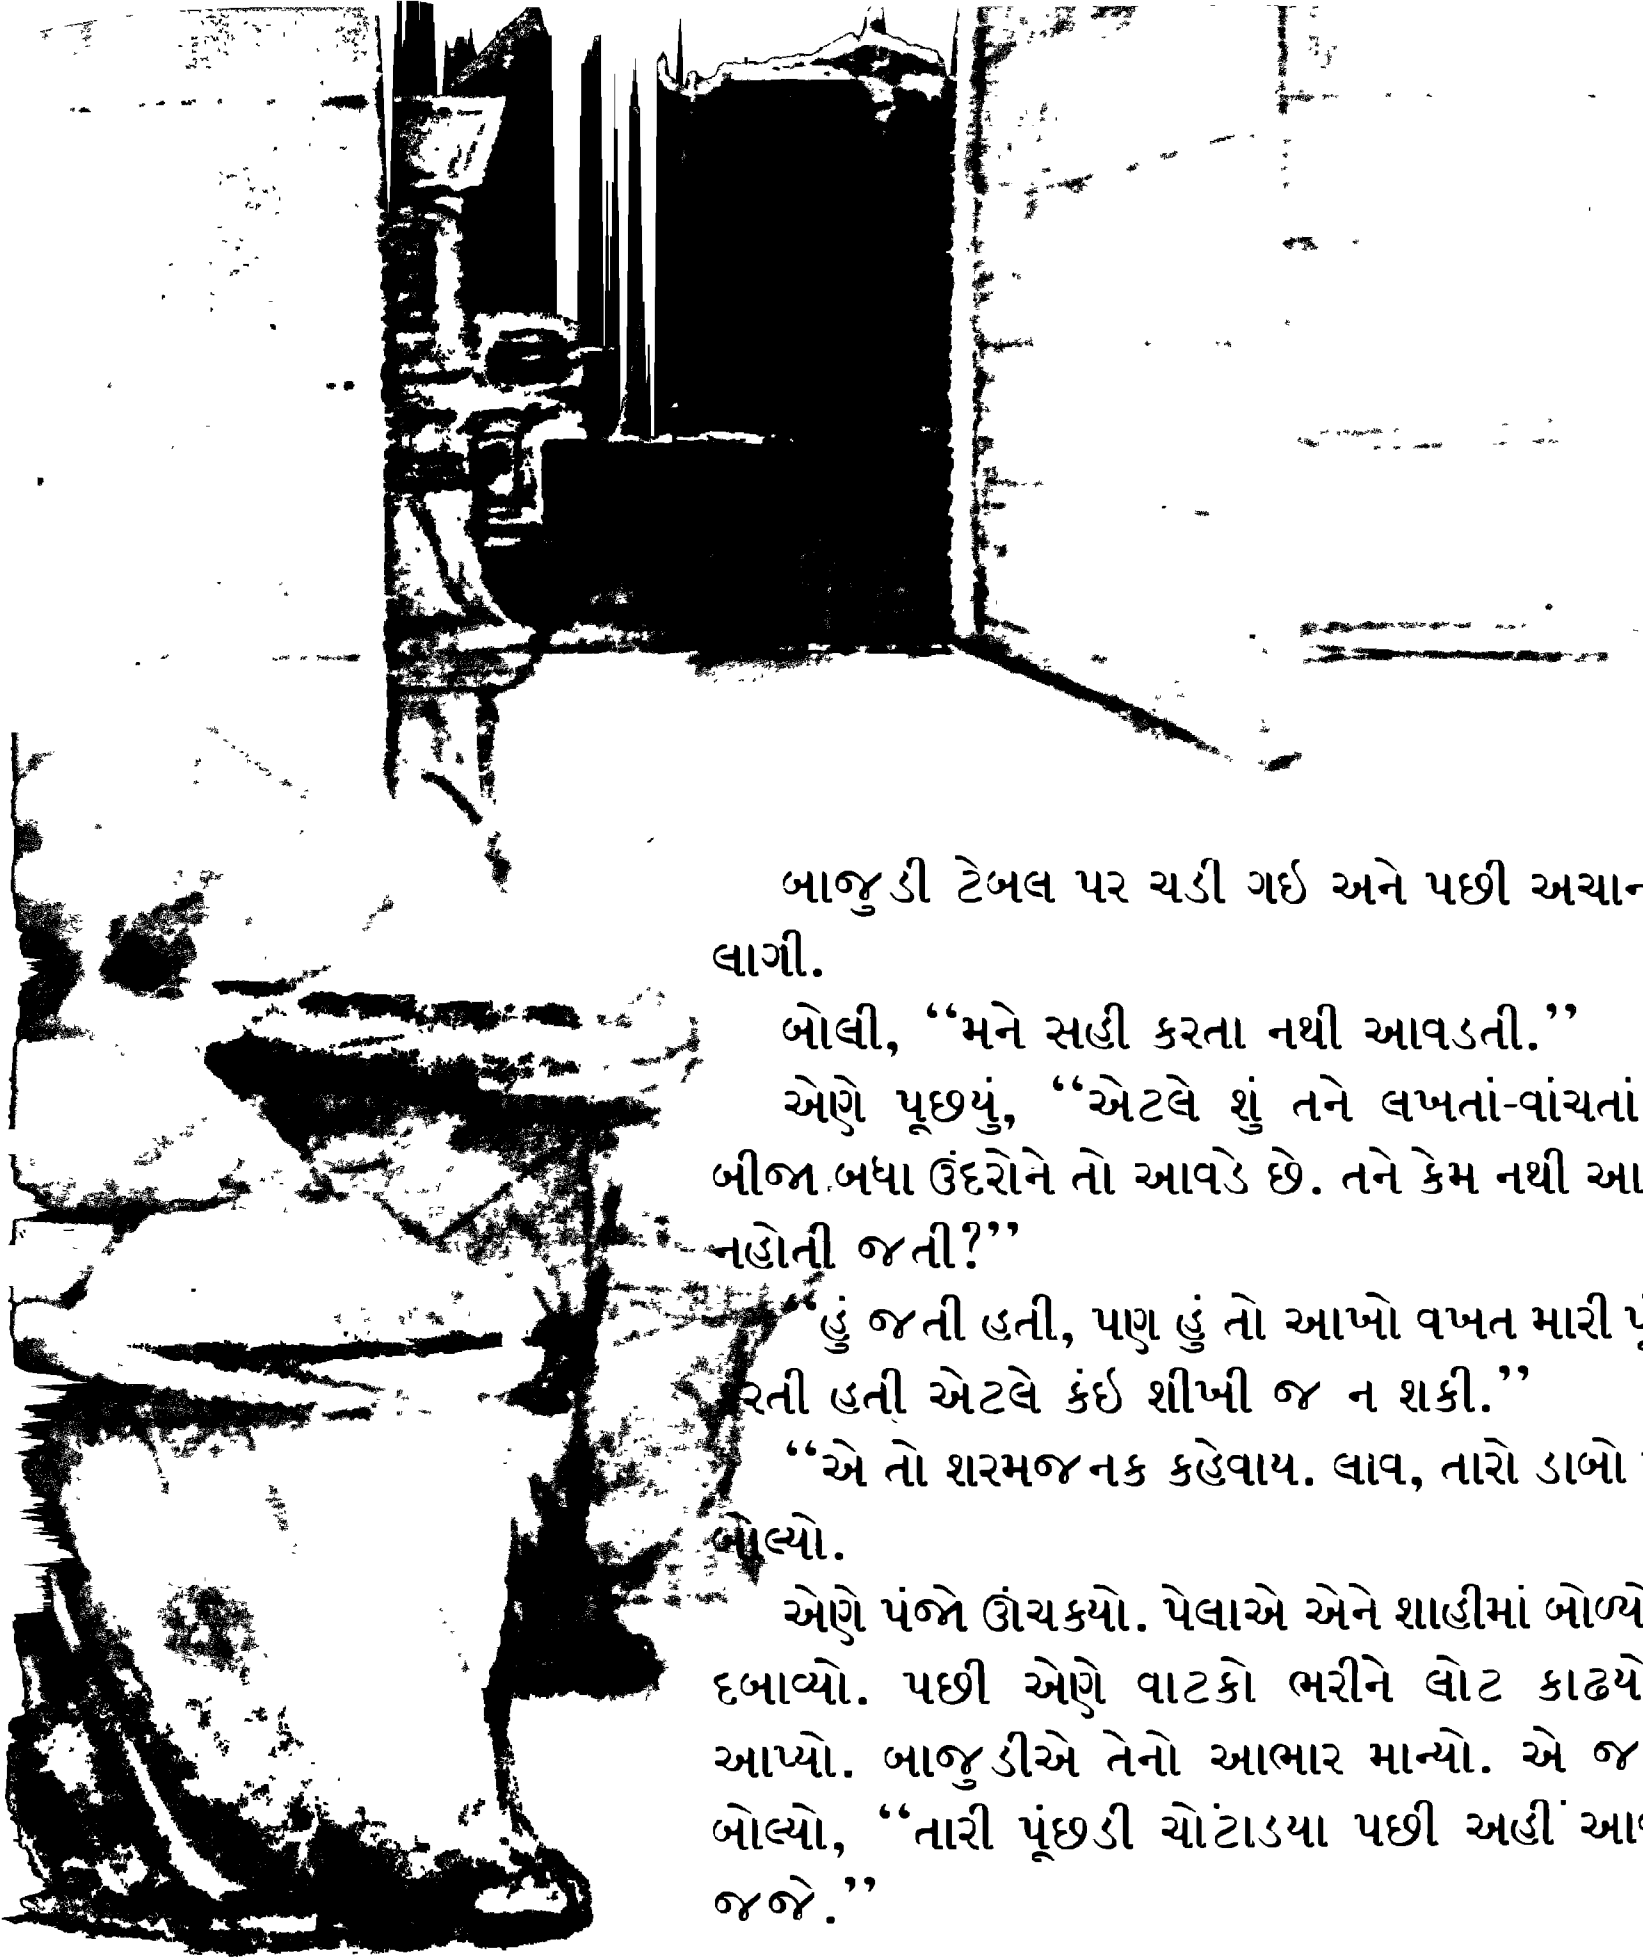 બાજુડી ટેબલ પર ચડી ગઇ અને પછી અચાન
લાગી.
બોલી, “મને સહી કરતા નથી આવડતી.”
એણે પૂછયું, “એટલે શું તને લખતાં-વાંચતાં
બીજા બધા ઉંદરોને તો આવડે છે. તને કેમ નથી આ
નહોતી જતી?”
“હું જતી હતી, પણ હું તો આખો વખત મારી
રતી હતી એટલે કંઇ શીખી જ ન શકી.”
“એ તો શરમજનક કહેવાય. લાવ, તારો ડાબો
બોલ્યો.
એણે પંજો ઊંચકયો. પેલાએ એને શાહીમાં બોળ્યો
દબાવ્યો. પછી એણે વાટકો ભરીને લોટ કાઢયો
આપ્યો. બાજુડીએ તેનો આભાર માન્યો. એ જ
બોલ્યો, “તારી પૂંછડી ચોંટાડયા પછી અહીં આવ
જજે.”